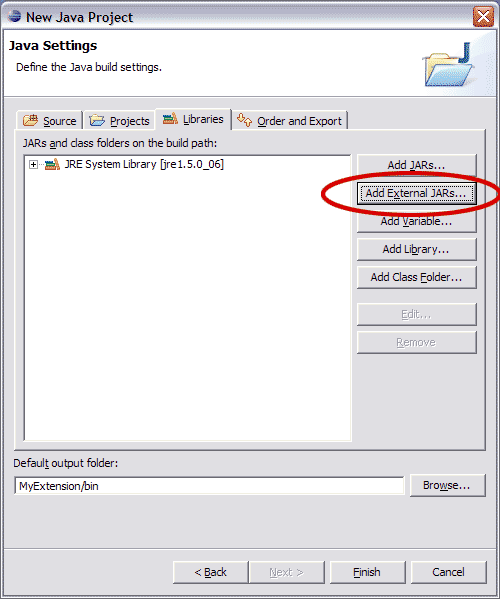 New Java Project
Java Settings
Define the Java build settings.
Source
Projects
Libraries
Order and Export
JARs and class folders on the build path:
JRE System Library [jre1.5.0_06]
Add JARs...
Add External JARs...
Add Variable...
Add Library...
Add Class Folder...
Edit...
Remove
Default output folder:
MyExtension/bin
Browse...
< Back
Next >
Finish
Cancel